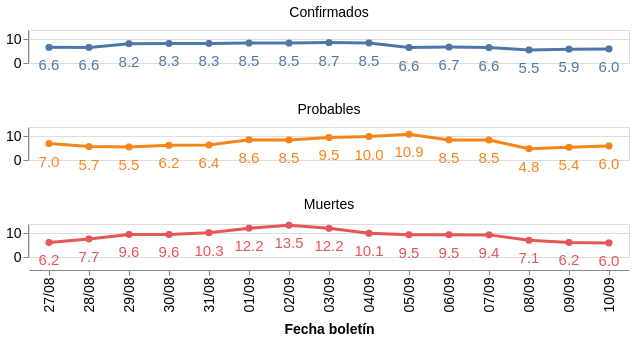 Confirmados
10
0
6.6 6.6 8.2 8.3 8.3 8.5 8.5 8.7 8.5 6.6 6.7 6.6 5.5 5.9 6.0
Probables
10
0
7.0 5.7 5.5 6.2 6.4 8.6 8.5 9.5 10.0 10.9 8.5 8.5 4.8 5.4 6.0
Muertes
10
0
6.2 7.7 9.6 9.6 10.3 12.2 13.5 12.2 10.1 9.5 9.5 9.4 7.1 6.2 6.0
27/08 28/08 29/08 30/08 31/08 01/09 02/09 03/09 04/09 05/09 06/09 07/09 08/09 09/09 10/09
Fecha boletín